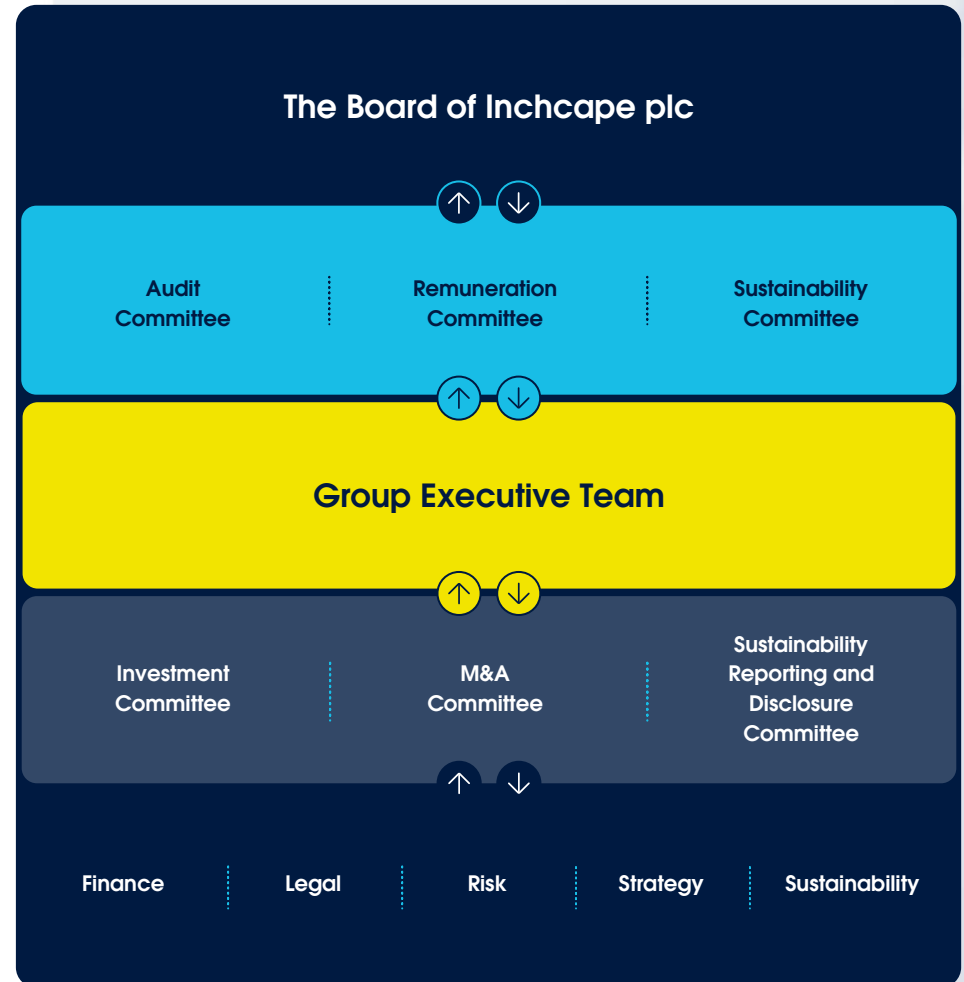 The Board of Inchcape plc
Audit
Committee
Remuneration
Committee
Sustainability
Committee
Group Executive Team
Investment
Committee
M&A
Committee
Sustainability
Reporting and
Disclosure
Committee
Finance
Legal
Risk
Strategy
Sustainability